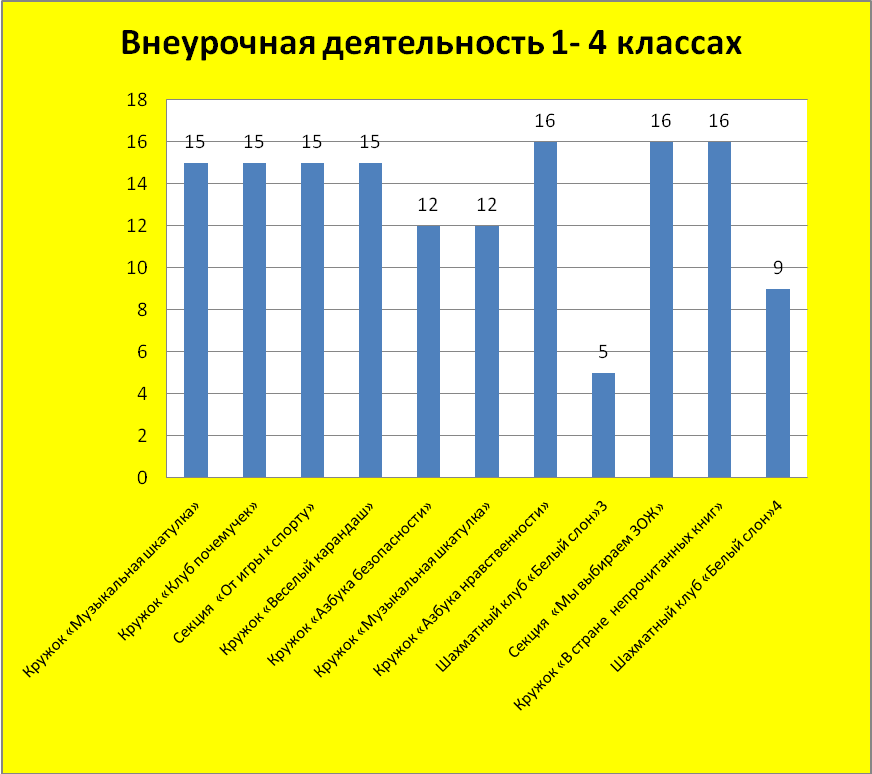 Внеурочная деятельность 1- 4 классах
18
16
14
12
10
8
6
4
2
0
15
15
15
15
12
12
16
5
16
16
9
Кружок «Музыкальная шкатулка»
Кружок «Клуб почемучек»
Секция «От игры к спорту»
Кружок «Веселый карандаш»
Кружок «Азбука безопасности»
Кружок «Музыкальная шкатулка»
Кружок «Азбука нравственности»
Шахматный клуб «Белый слон»3
Секция «Мы выбираем ЗОЖ»
Кружок «В стране непрочитанных книг»
Шахматный клуб «Белый слон»4